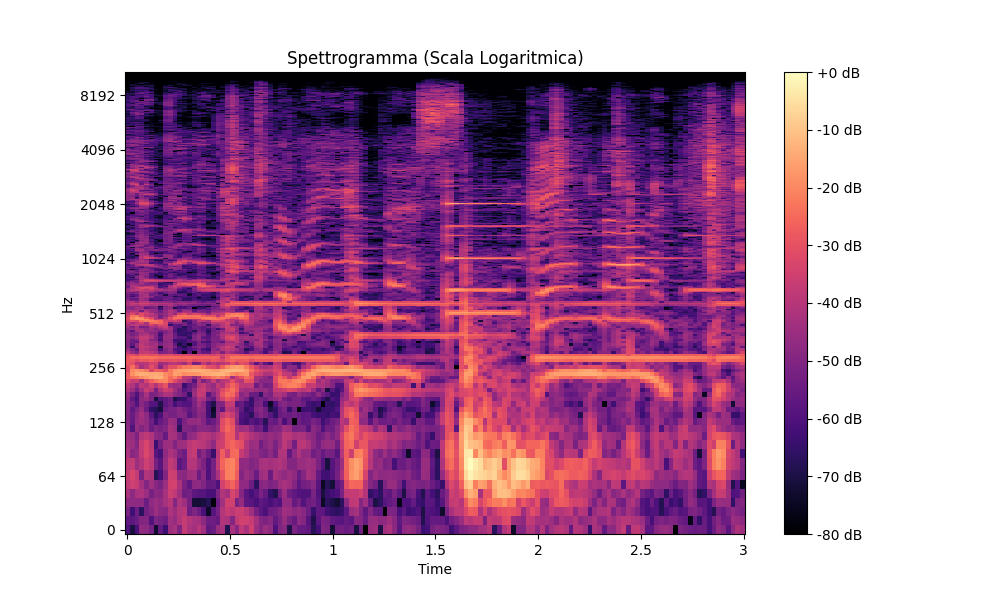 Spettrogramma (Scala Logaritmica)
Hz
8192
4096
2048
1024
512
256
128
64
0
0 0.5 1 1.5 2 2.5 3
Time
+0 dB
-10 dB
-20 dB
-30 dB
-40 dB
-50 dB
-60 dB
-70 dB
-80 dB